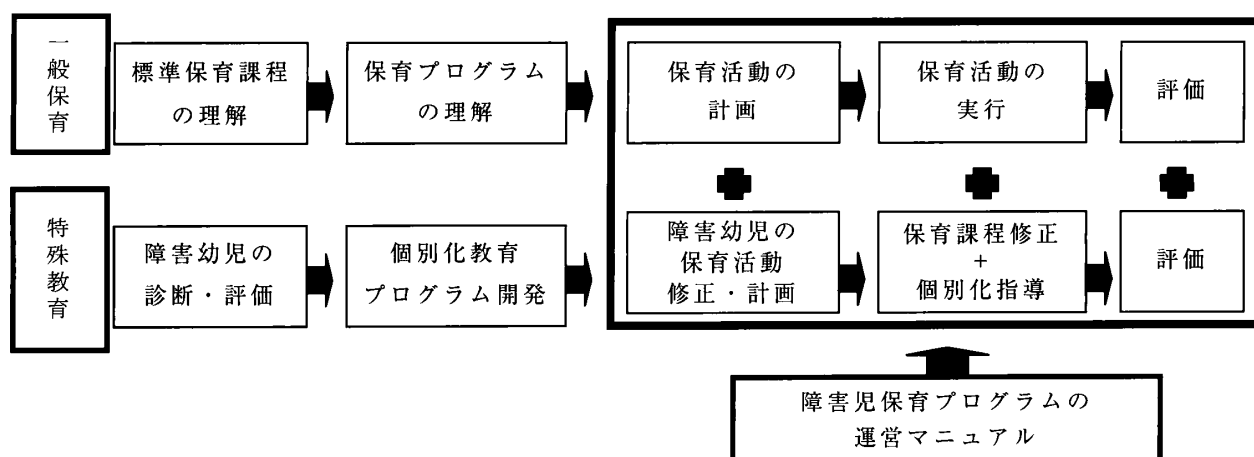 一般保育
標準保育課程
の理解
保育プログラム
の理解
保育活動の
計画
保育活動の
実行
評価
特殊教育
障害幼児の
診断・評価
個別化教育
プログラム開発
障害幼児の
保育活動
修正・計画
保育課程修正
+
個別化指導
評価
障害児保育プログラムの
運営マニュアル